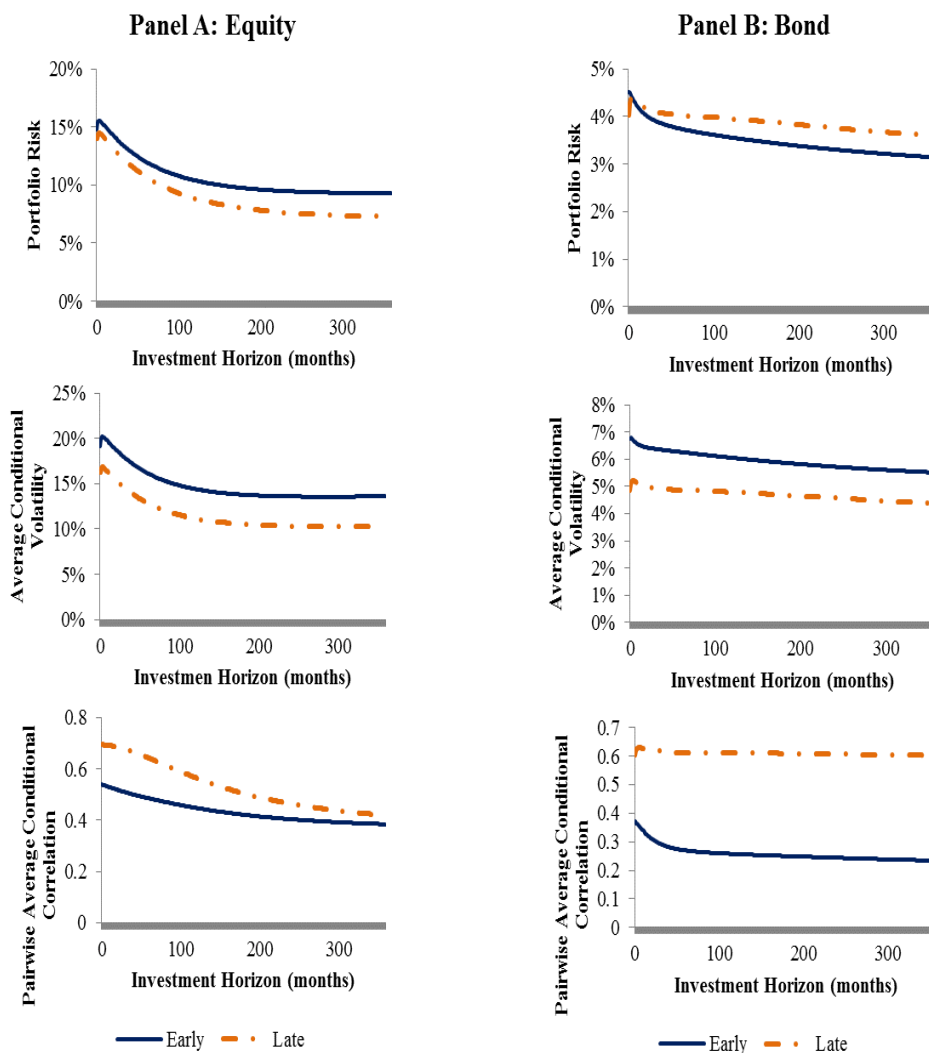 Panel A: Equity
20%
15%
10%
5%
0%
Portfolio Risk
0 100 200 300
Investment Horizon (months)
25%
20%
15%
10%
5%
0%
Average Conditional
Volatility
0 100 200 300
Investmen Horizon (months)
0.8
0.6
0.4
0.2
0
Pairwise Average Conditional
Correlation
0 100 200 300
Investment Horizon (months)
Early Late
Panel B: Bond
5%
4%
3%
2%
1%
0%
Portfolio Risk
0 100 200 300
Investment Horizon (months)
8%
7%
6%
5%
4%
3%
2%
1%
0%
Average Conditional
Volatility
0 100 200 300
Investment Horizon (months)
0.7
0.6
0.5
0.4
0.3
0.2
0.1
0
Pairwise Average Conditional
Correlation
0 100 200 300
Investment Horizon (months)
Early Late